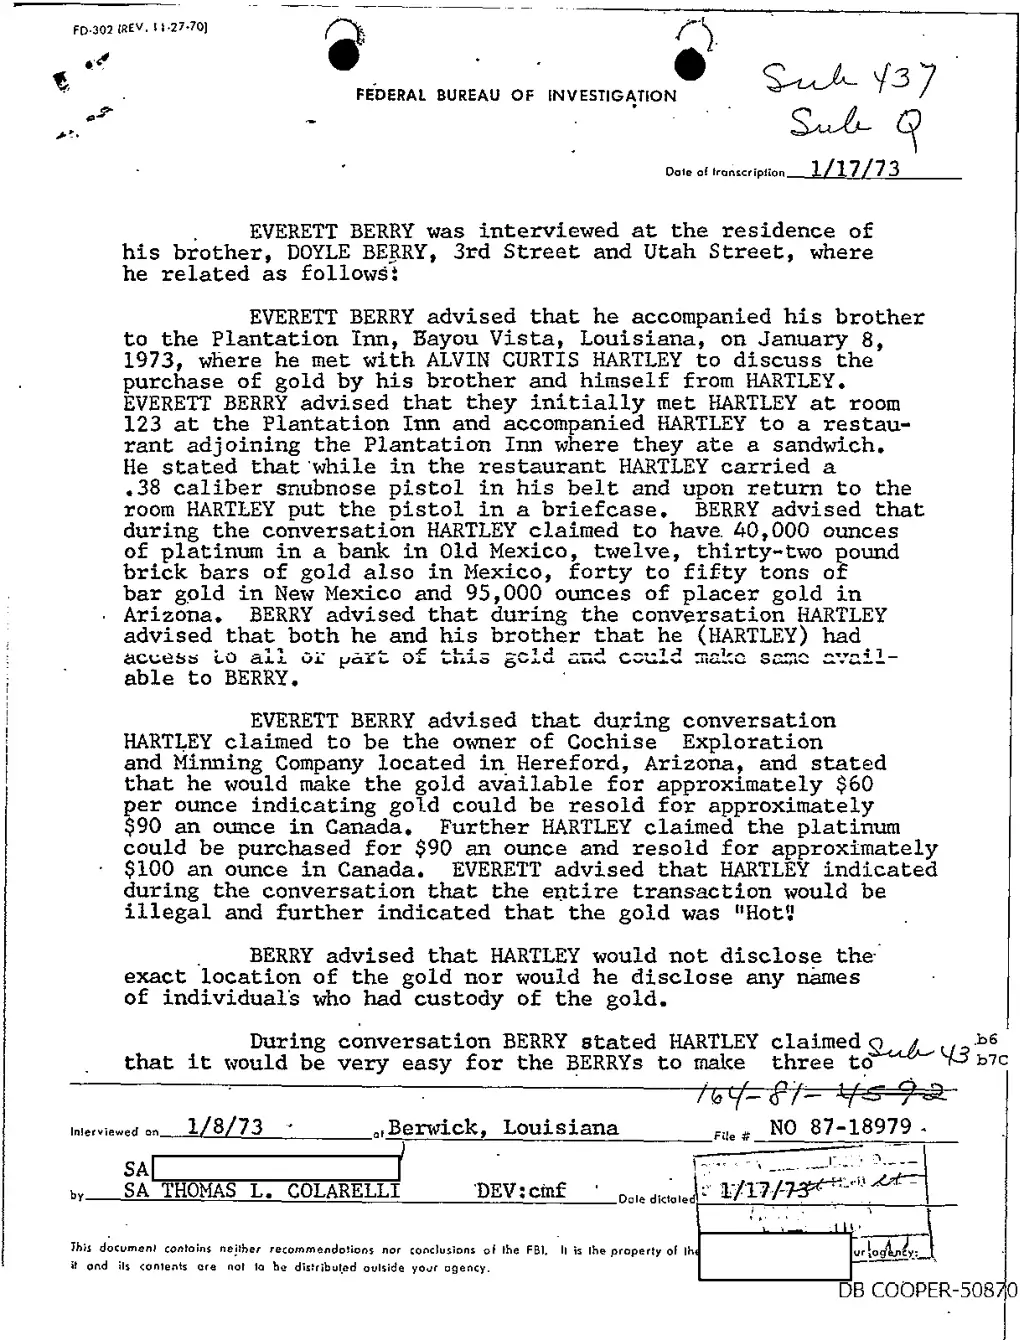 FD-302 (REV. 11-27-70)
FEDERAL BUREAU OF INVESTIGATION
Sub 437
Sub Q
Date of transcription 1/17/73
EVERETT BERRY was interviewed at the residence of
his brother, DOYLE BERRY, 3rd Street and Utah Street, where
he related as follows:
EVERETT BERRY advised that he accompanied his brother
to the Plantation Inn, Bayou Vista, Louisiana, on January 8,
1973, where he met with ALVIN CURTIS HARTLEY to discuss the
purchase of gold by his brother and himself from HARTLEY.
EVERETT BERRY advised that they initially met HARTLEY at room
123 at the Plantation Inn and accompanied HARTLEY to a restau-
rant adjoining the Plantation Inn where they ate a sandwich.
He stated that while in the restaurant HARTLEY carried a
.38 caliber snubnose pistol in his belt and upon return to the
room HARTLEY put the pistol in a briefcase. BERRY advised that
during the conversation HARTLEY claimed to have 40,000 ounces
of platinum in a bank in Old Mexico, twelve, thirty-two pound
brick bars of gold also in Mexico, forty to fifty tons of
bar gold in New Mexico and 95,000 ounces of placer gold in
Arizona. BERRY advised that during the conversation HARTLEY
advised that both he and his brother that he (HARTLEY) had
access to all or part of this gold and could make same avail-
able to BERRY.
EVERETT BERRY advised that during conversation
HARTLEY claimed to be the owner of Cochise Exploration
and Minning Company located in Hereford, Arizona, and stated
that he would make the gold available for approximately $60
per ounce indicating gold could be resold for approximately
$90 an ounce in Canada. Further HARTLEY claimed the platinum
could be purchased for $90 an ounce and resold for approximately
$100 an ounce in Canada. EVERETT advised that HARTLEY indicated
during the conversation that the entire transaction would be
illegal and further indicated that the gold was "Hot".
BERRY advised that HARTLEY would not disclose the
exact location of the gold nor would he disclose any names
of individuals who had custody of the gold.
During conversation BERRY stated HARTLEY claimed
that it would be very easy for the BERRYs to make three to
Sub 43
b6
b7C
164-81-4592
Interviewed on 1/8/73 at Berwick, Louisiana File # NO 87-18979
SA
by SA THOMAS L. COLARELLI DEV:cmf Date dictated 1/17/73
This document contains neither recommendations nor conclusions of the FBI. It is the property of the
ur agency;
it and its contents are not to be distributed outside your agency.
DB COOPER-50870